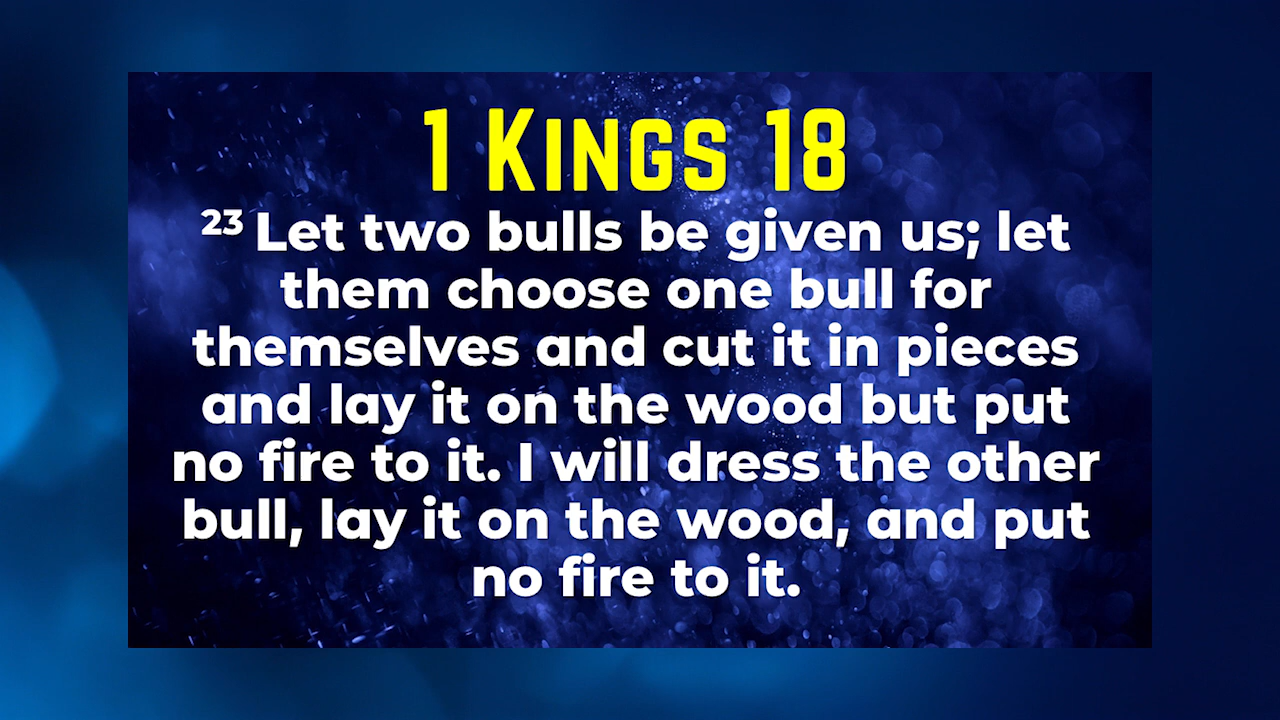 1 Kings 18
23 Let two bulls be given us; let
them choose one bull for
themselves and cut it in pieces
and lay it on the wood but put
no fire to it. I will dress the other
bull, lay it on the wood, and put
no fire to it.